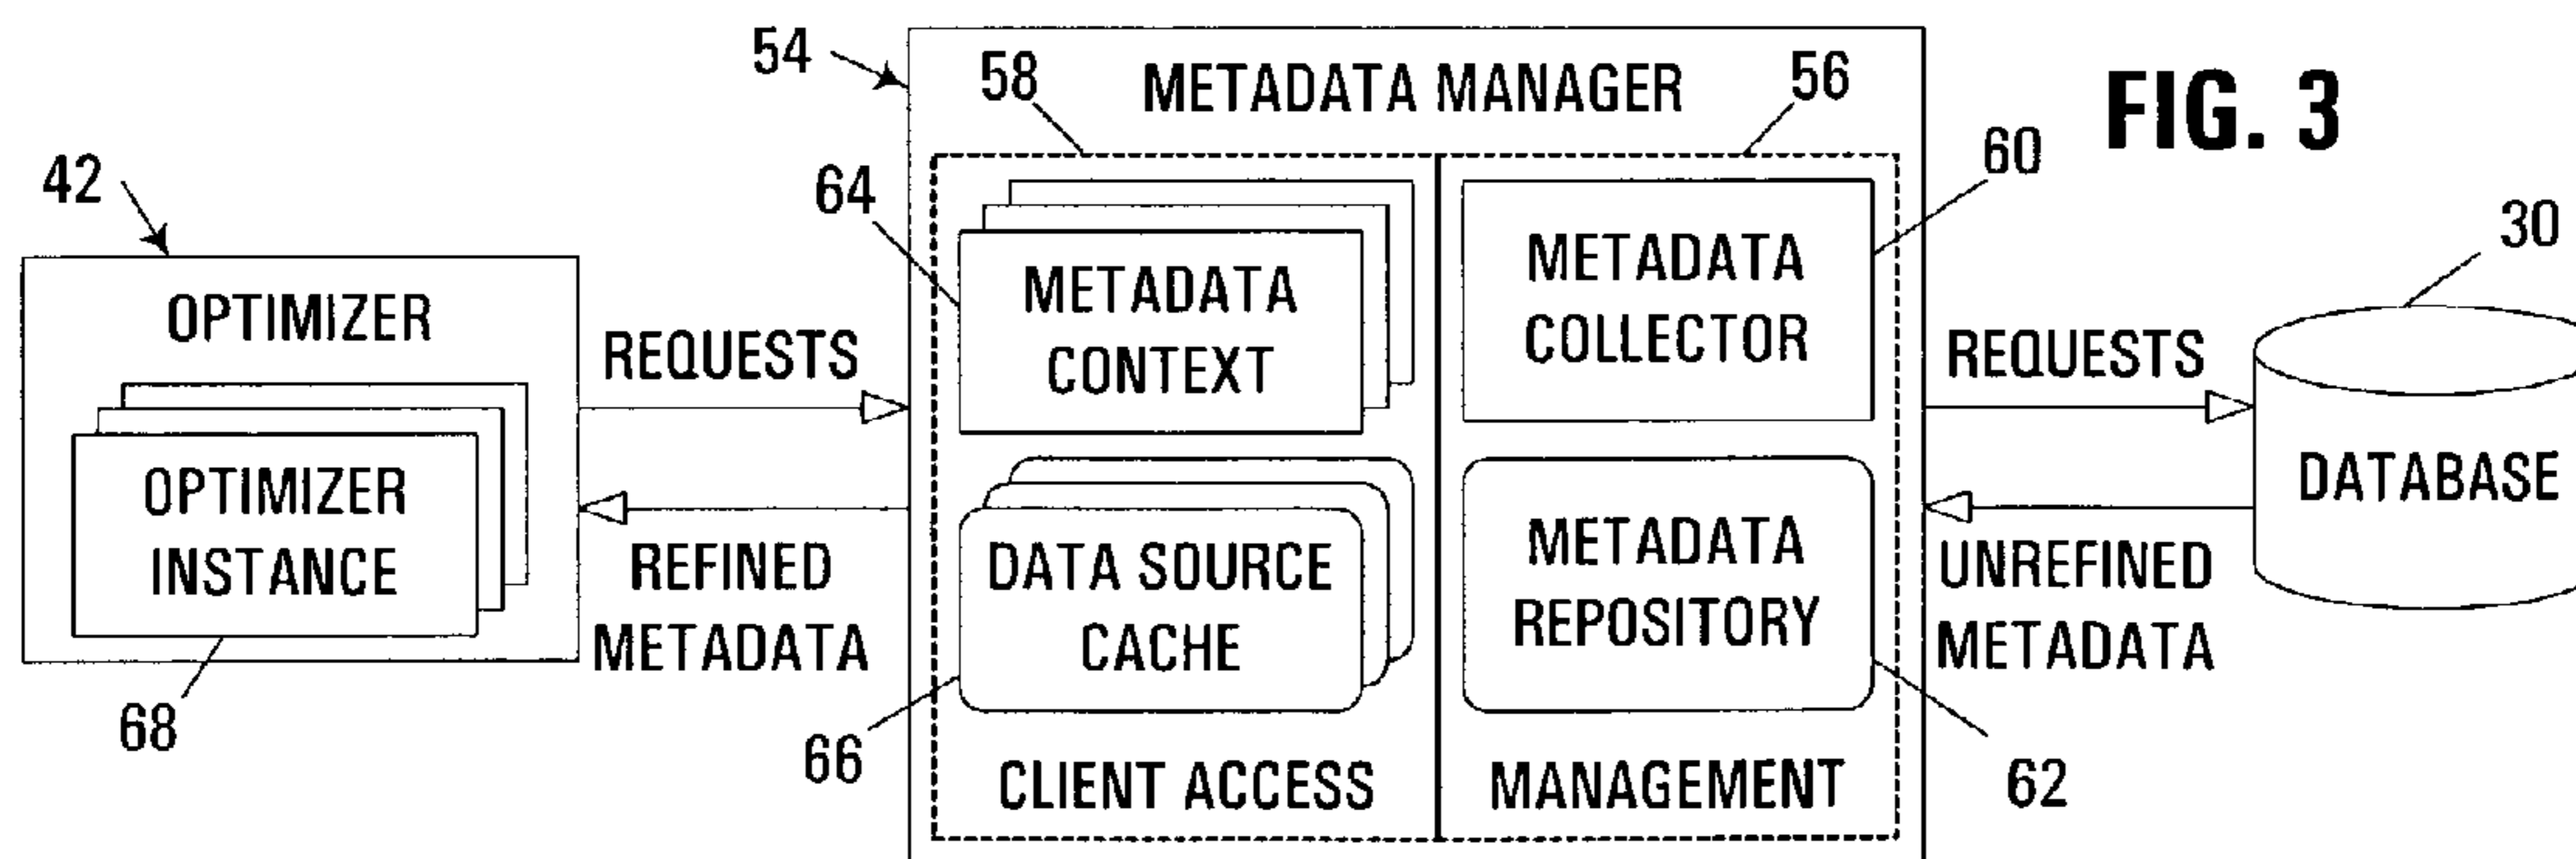 54
METADATA MANAGER
58
56
FIG. 3
60
42
64
30
OPTIMIZER
METADATA
CONTEXT
METADATA
COLLECTOR
REQUESTS
REQUESTS
OPTIMIZER
INSTANCE
DATABASE
REFINED
METADATA
DATA SOURCE
CACHE
METADATA
REPOSITORY
UNREFINED
METADATA
68
66
CLIENT ACCESS
MANAGEMENT
62